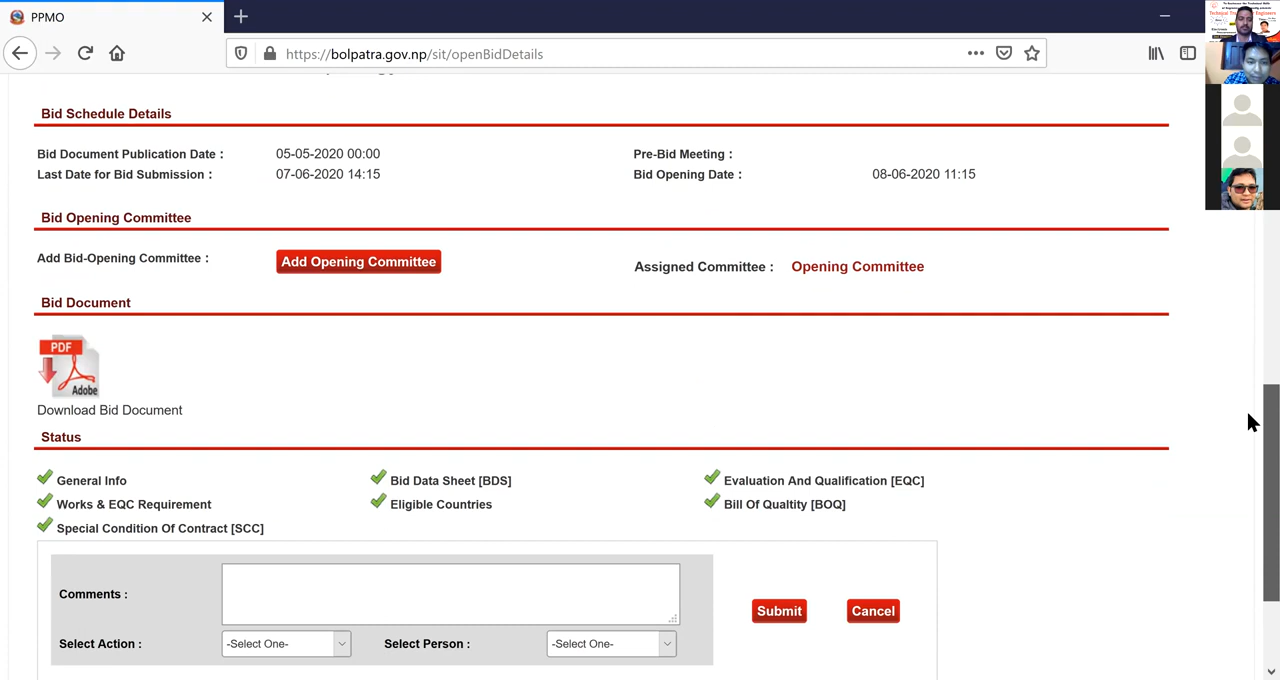 PPMO
https://bolpatra.gov.np/sit/openBidDetails
Bid Schedule Details
Bid Document Publication Date : 05-05-2020 00:00 Pre-Bid Meeting :
Last Date for Bid Submission : 07-06-2020 14:15 Bid Opening Date : 08-06-2020 11:15
Bid Opening Committee
Add Bid-Opening Committee : Add Opening Committee Assigned Committee : Opening Committee
Bid Document
PDF
Adobe
Download Bid Document
Status
General Info Bid Data Sheet [BDS] Evaluation And Qualification [EQC]
Works & EQC Requirement Eligible Countries Bill Of Qualtity [BOQ]
Special Condition Of Contract [SCC]
Comments :
Submit Cancel
Select Action : -Select One- Select Person : -Select One-